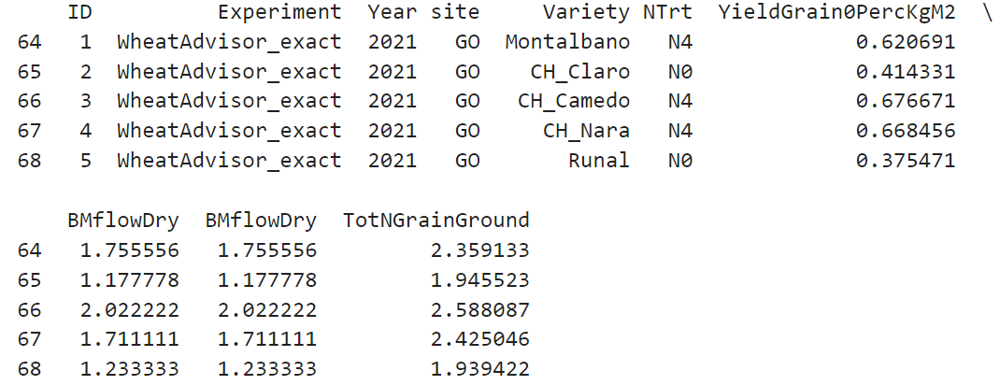 ID Experiment Year site Variety NTrt YieldGrain0PercKgM2 \
64 1 WheatAdvisor_exact 2021 GO Montalbano N4 0.620691
65 2 WheatAdvisor_exact 2021 GO CH_Claro N0 0.414331
66 3 WheatAdvisor_exact 2021 GO CH_Camedo N4 0.676671
67 4 WheatAdvisor_exact 2021 GO CH_Nara N4 0.668456
68 5 WheatAdvisor_exact 2021 GO Runal N0 0.375471
BMflowDry BMflowDry TotNGrainGround
64 1.755556 1.755556 2.359133
65 1.177778 1.177778 1.945523
66 2.022222 2.022222 2.588087
67 1.711111 1.711111 2.425046
68 1.233333 1.233333 1.939422